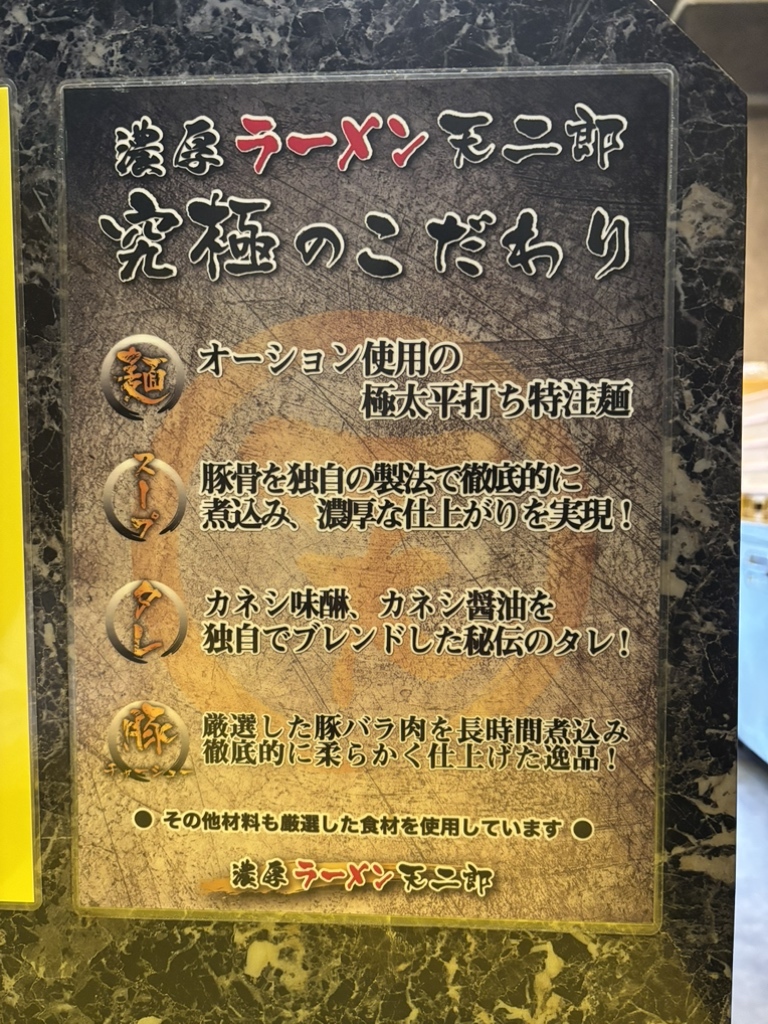 濃厚ラーメン天二郎
究極のこだわり
麺
オーション使用の
極太平打ち特注麺
スープ
豚骨を独自の製法で徹底的に
煮込み、濃厚な仕上がりを実現！
タレ
カネシ味醂、カネシ醤油を
独自でブレンドした秘伝のタレ！
豚
チャーシュー
厳選した豚バラ肉を長時間煮込み
徹底的に柔らかく仕上げた逸品！
● その他材料も厳選した食材を使用しています ●
濃厚ラーメン天二郎